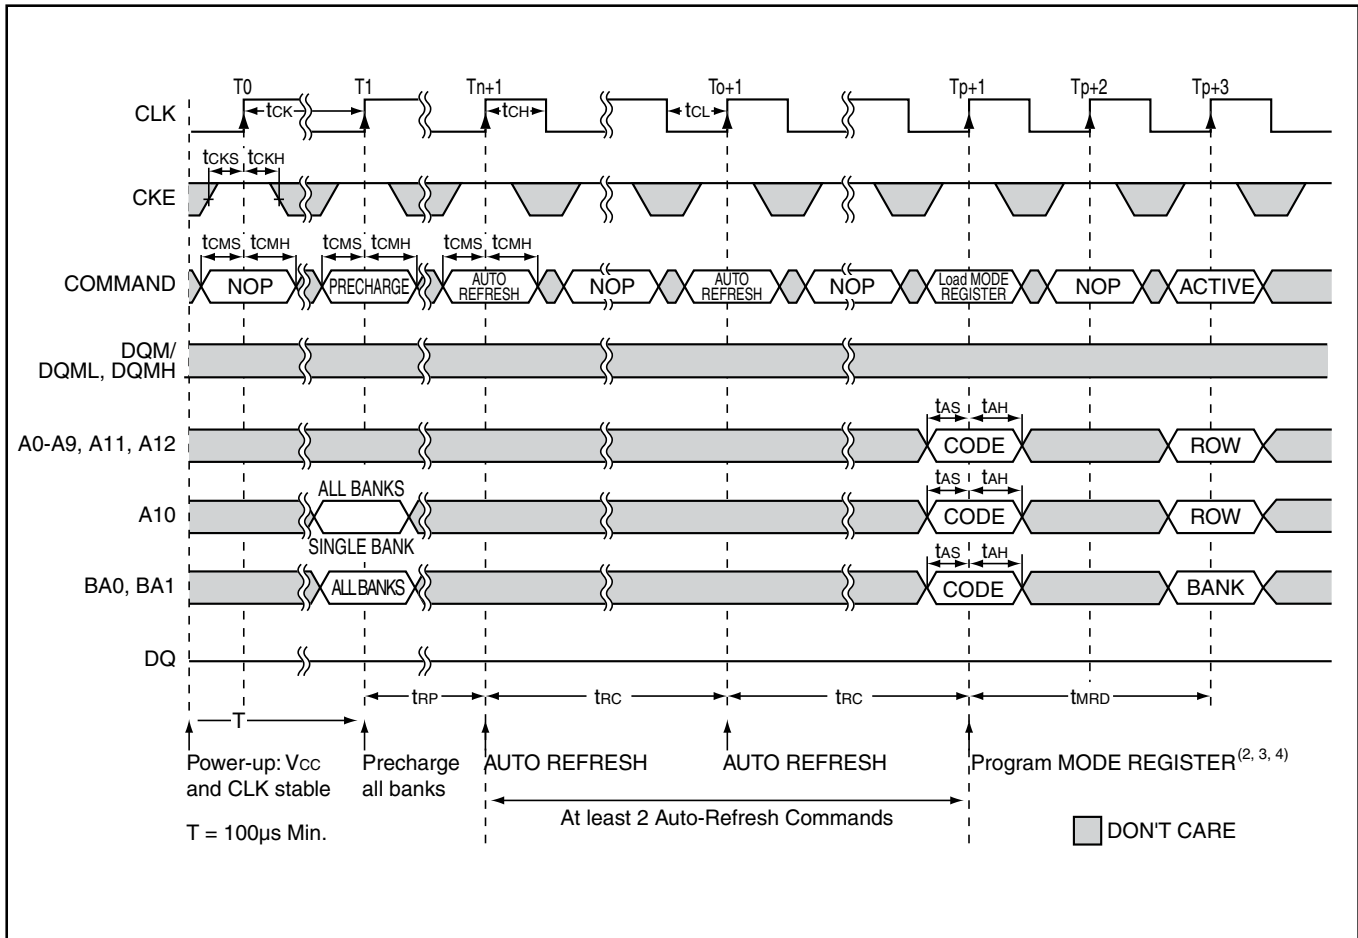 T0 T1 Tn+1 To+1 Tp+1 Tp+2 Tp+3
CLK tCK tCH tCL
tCKS tCKH
CKE
tCMS tCMH tCMS tCMH tCMS tCMH
COMMAND NOP PRECHARGE AUTO REFRESH NOP AUTO REFRESH NOP Load MODE REGISTER NOP ACTIVE
DQM/
DQML, DQMH
tAS tAH
A0-A9, A11, A12 CODE ROW
ALL BANKS tAS tAH
A10 CODE ROW
SINGLE BANK tAS tAH
BA0, BA1 ALL BANKS CODE BANK
DQ
tRP tRC tRC tMRD
T
Power-up: VCC
and CLK stable
Precharge
all banks
AUTO REFRESH
AUTO REFRESH
Program MODE REGISTER(2, 3, 4)
At least 2 Auto-Refresh Commands
T = 100µs Min.
DON'T CARE